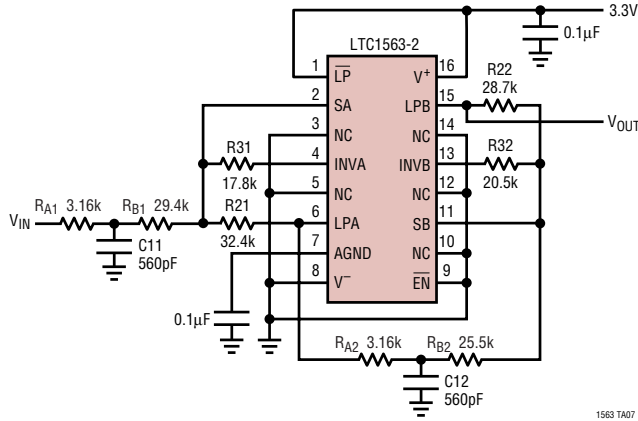 3.3V
0.1µF
LTC1563-2
1 LP V+ 16
R22
28.7k
2 SA LPB 15
VOUT
3 NC NC 14
R31
17.8k
4 INVA INVB 13
R32
20.5k
5 NC NC 12
VIN RA1 3.16k RB1 29.4k
R21
32.4k
6 LPA SB 11
C11
560pF
7 AGND NC 10
8 V– EN 9
0.1µF
RA2 3.16k RB2 25.5k
C12
560pF
1563 TA07